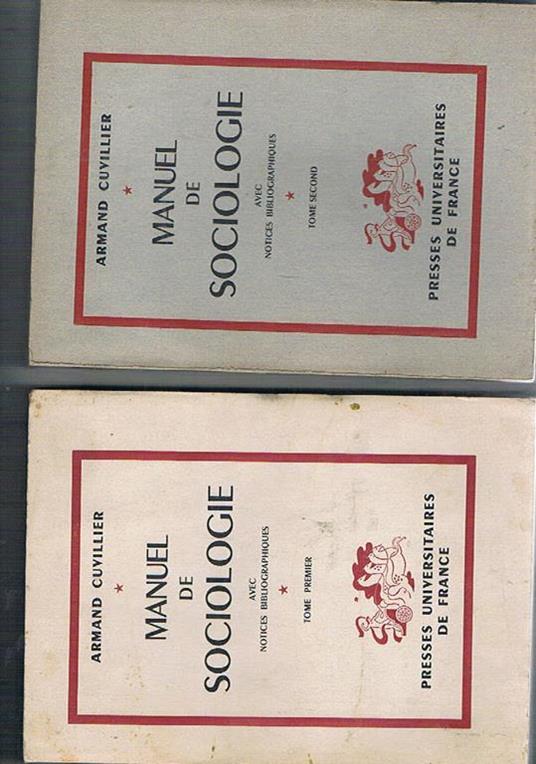 ARMAND CUVILLIER
MANUEL
DE
SOCIOLOGIE
AVEC
NOTICES BIBLIOGRAPHIQUES
TOME SECOND
PRESSES UNIVERSITAIRES
DE FRANCE
ARMAND CUVILLIER
MANUEL
DE
SOCIOLOGIE
AVEC
NOTICES BIBLIOGRAPHIQUES
TOME PREMIER
PRESSES UNIVERSITAIRES
DE FRANCE